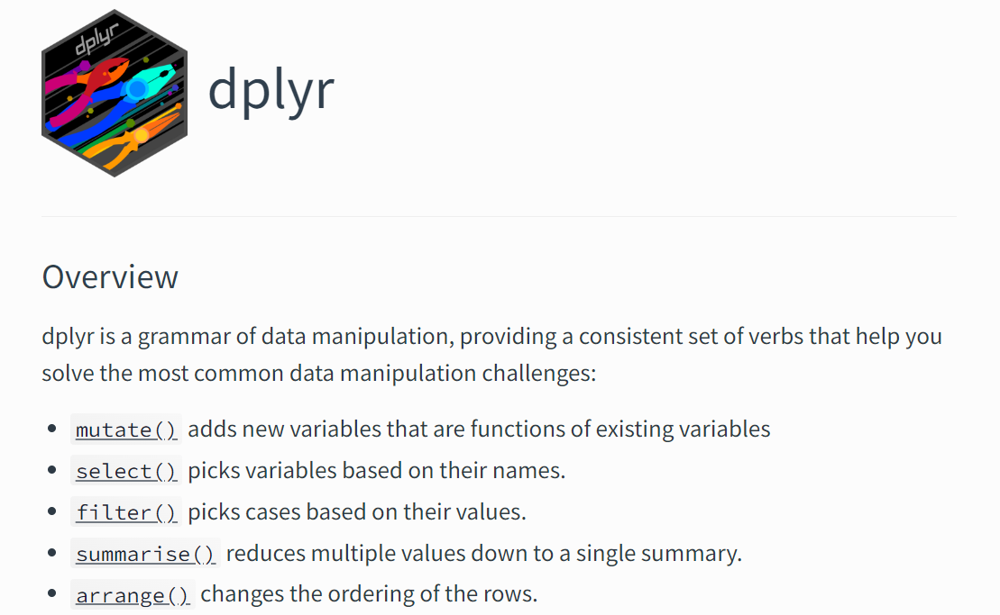 dplyr
dplyr
Overview
dplyr is a grammar of data manipulation, providing a consistent set of verbs that help you
solve the most common data manipulation challenges:
• mutate() adds new variables that are functions of existing variables
• select() picks variables based on their names.
• filter() picks cases based on their values.
• summarise() reduces multiple values down to a single summary.
• arrange() changes the ordering of the rows.